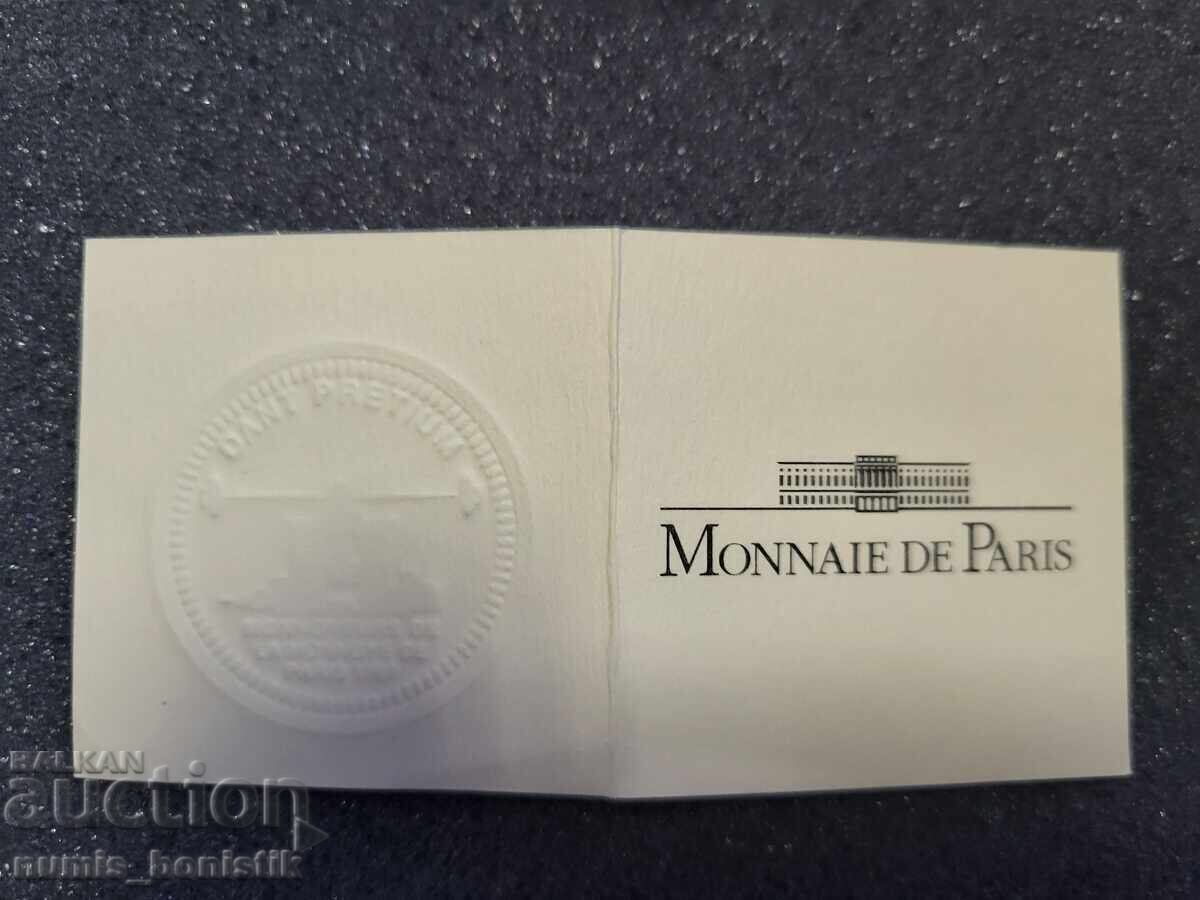 DANT PRETIUM
MONNAIE DE PARIS
BALKAN
auction
numis_bonistik